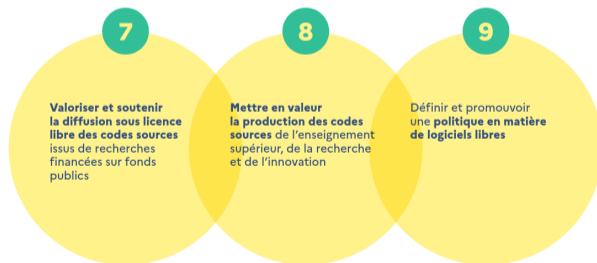 7
Valoriser et soutenir
la diffusion sous licence
libre des codes sources
issus de recherches
financées sur fonds
publics
8
Mettre en valeur
la production des codes
sources de l’enseignement
supérieur, de la recherche
et de l’innovation
9
Définir et promouvoir
une politique en matière
de logiciels libres